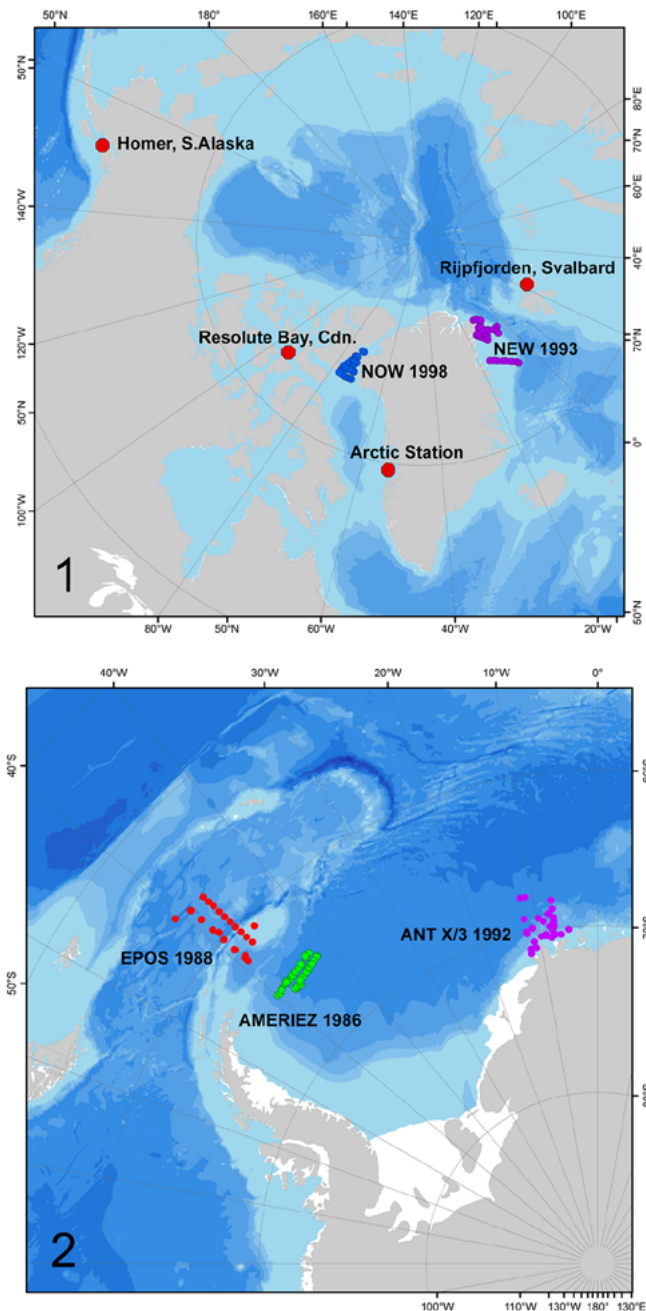 50°W 180° 160°E 140°E 120°E 100°E
50°N
140°W
120°W
50°N
100°W
80°E
70°N
60°E
40°E
20°E
70°N
0°
50°N
Homer, S.Alaska
Rijpfjorden, Svalbard
Resolute Bay, Cdn.
NEW 1993
NOW 1998
Arctic Station
1
80°W 50°N 60°W 40°W 20°W
40°W 30°W 20°W 10°W 0°
40°S
50°S
60°S
70°S
80°S
ANT X/3 1992
EPOS 1988
AMERIEZ 1986
2
100°W 110°W 130°W 180° 130°E